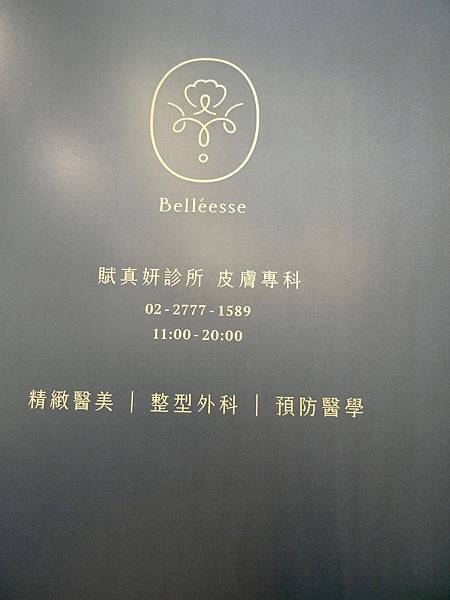 Belléesse
賦真妍診所 皮膚專科
02-2777-1589
11:00-20:00
精緻醫美 | 整型外科 | 預防醫學